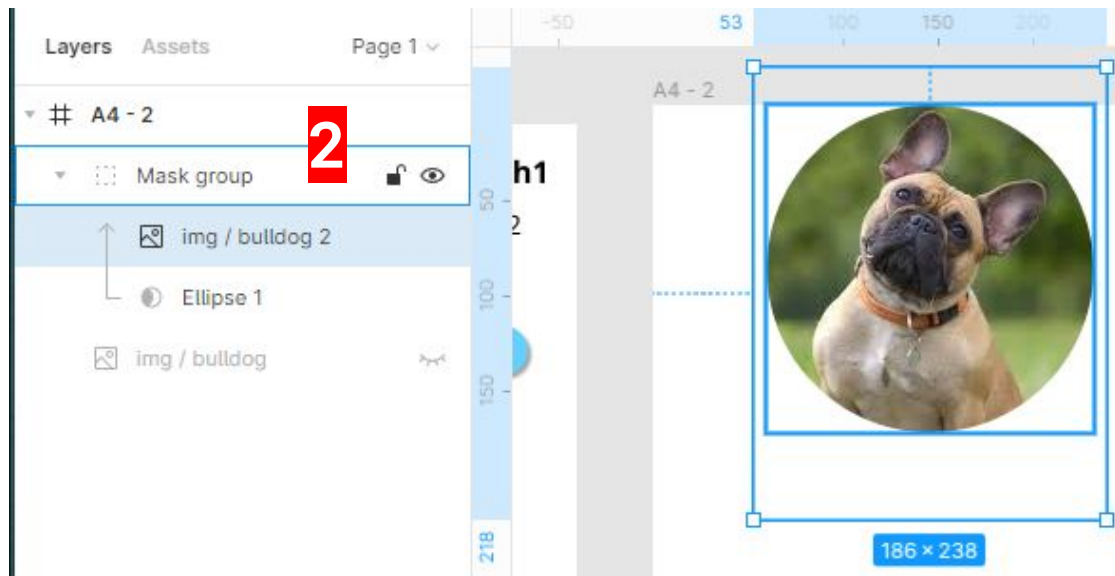 Layers Assets Page 1
-50 53 100 150 200
A4 - 2
A4 - 2
2
Mask group
h1
2
img / bulldog 2
Ellipse 1
img / bulldog
50
100
150
218
186 × 238